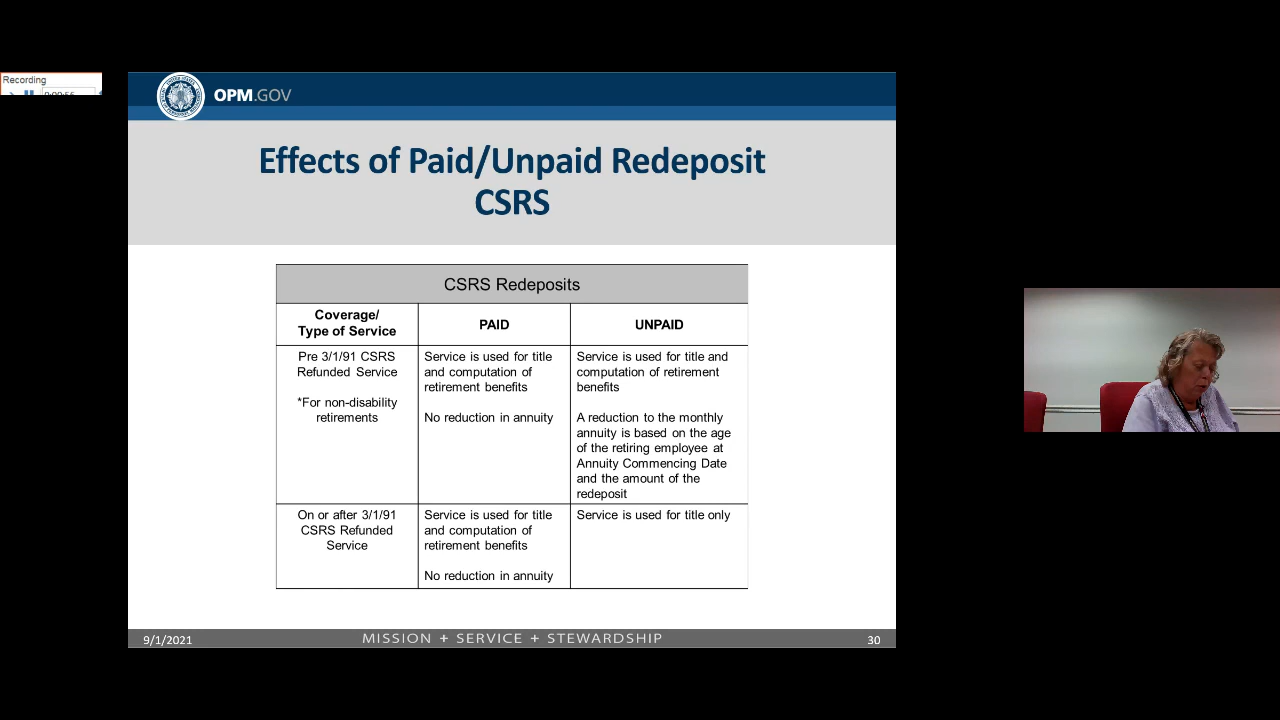 Recording
OPM.GOV
Effects of Paid/Unpaid Redeposit
CSRS
CSRS Redeposits
Coverage/
Type of Service
PAID
UNPAID
Pre 3/1/91 CSRS
Refunded Service
*For non-disability
retirements
Service is used for title
and computation of
retirement benefits
No reduction in annuity
Service is used for title and
computation of retirement
benefits
A reduction to the monthly
annuity is based on the age
of the retiring employee at
Annuity Commencing Date
and the amount of the
redeposit
On or after 3/1/91
CSRS Refunded
Service
Service is used for title
and computation of
retirement benefits
No reduction in annuity
Service is used for title only
9/1/2021
MISSION + SERVICE + STEWARDSHIP
30